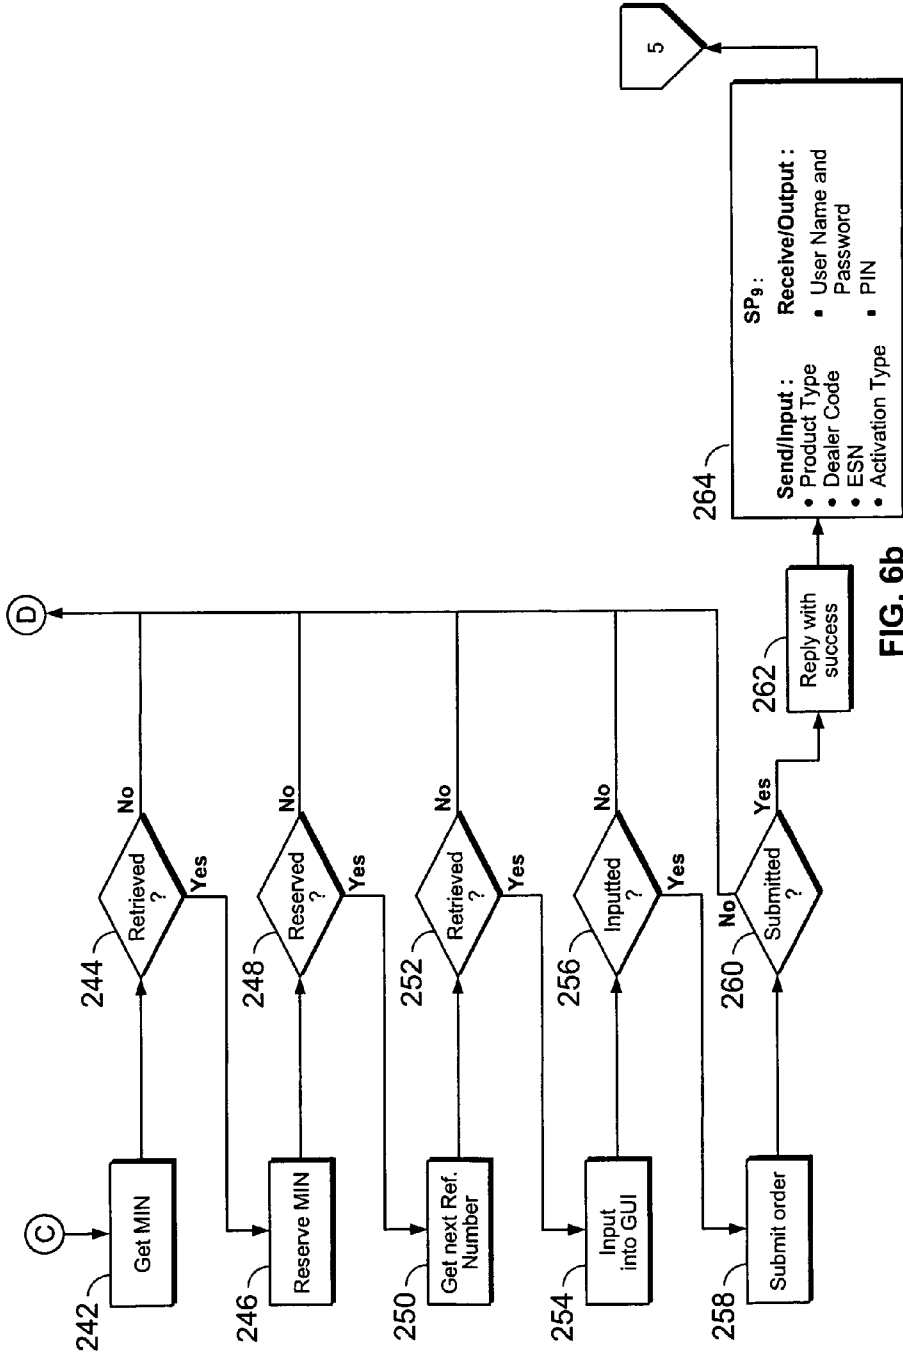 C
242
Get MIN
244
Retrieved
?
No
Yes
D
246
Reserve MIN
248
Reserved
?
No
Yes
250
Get next Ref.
Number
252
Retrieved
?
No
Yes
254
Input
into GUI
256
Inputted
?
No
Yes
258
Submit order
260
Submitted
?
No
Yes
262
Reply with
success
264
SP9 :
Send/Input :
• Product Type
• Dealer Code
• ESN
• Activation Type
Receive/Output :
▪ User Name and
Password
▪ PIN
5
FIG. 6b